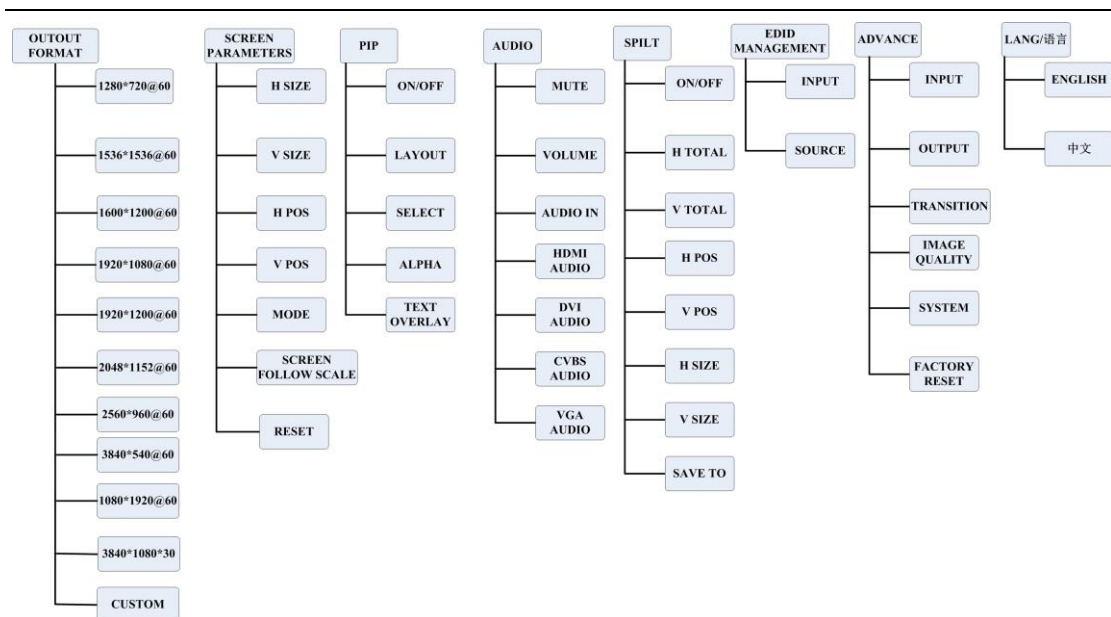 OUTOUT
FORMAT
1280*720@60
1536*1536@60
1600*1200@60
1920*1080@60
1920*1200@60
2048*1152@60
2560*960@60
3840*540@60
1080*1920@60
3840*1080*30
CUSTOM
SCREEN
PARAMETERS
H SIZE
V SIZE
H POS
V POS
MODE
SCREEN
FOLLOW SCALE
RESET
PIP
ON/OFF
LAYOUT
SELECT
ALPHA
TEXT
OVERLAY
AUDIO
MUTE
VOLUME
AUDIO IN
HDMI
AUDIO
DVI
AUDIO
CVBS
AUDIO
VGA
AUDIO
SPILT
ON/OFF
H TOTAL
V TOTAL
H POS
V POS
H SIZE
V SIZE
SAVE TO
EDID
MANAGEMENT
INPUT
SOURCE
ADVANCE
INPUT
OUTPUT
TRANSITION
IMAGE
QUALITY
SYSTEM
FACTORY
RESET
LANG/语言
ENGLISH
中文